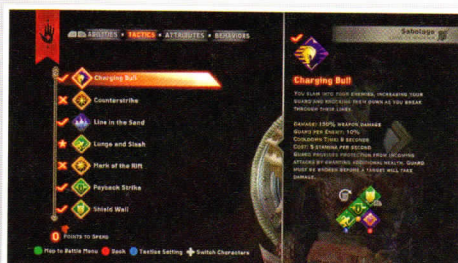 ABILITIES • TACTICS • ATTRIBUTES • BEHAVIORS
Charging Bull
Counterstrike
Line in the Sand
Lunge and Slash
Mark of the Rift
Payback Strike
Shield Wall
0 POINTS TO SPEND
Map to Battle Menu Back Tactics Setting Switch Characters
Sabotage
Charging Bull
YOU SLAM INTO YOUR ENEMIES, INCREASING YOUR
GUARD AND KNOCKING THEM DOWN AS YOU BREAK
THROUGH THEIR LINES.
DAMAGE: 150% WEAPON DAMAGE
GUARD PER ENEMY: 10%
COOLDOWN TIME: 8 SECONDS
COST: 5 STAMINA PER SECOND
GUARD PROVIDES PROTECTION FROM INCOMING
ATTACKS BY GRANTING ADDITIONAL HEALTH. GUARD
MUST BE BROKEN BEFORE A TARGET WILL TAKE
DAMAGE.